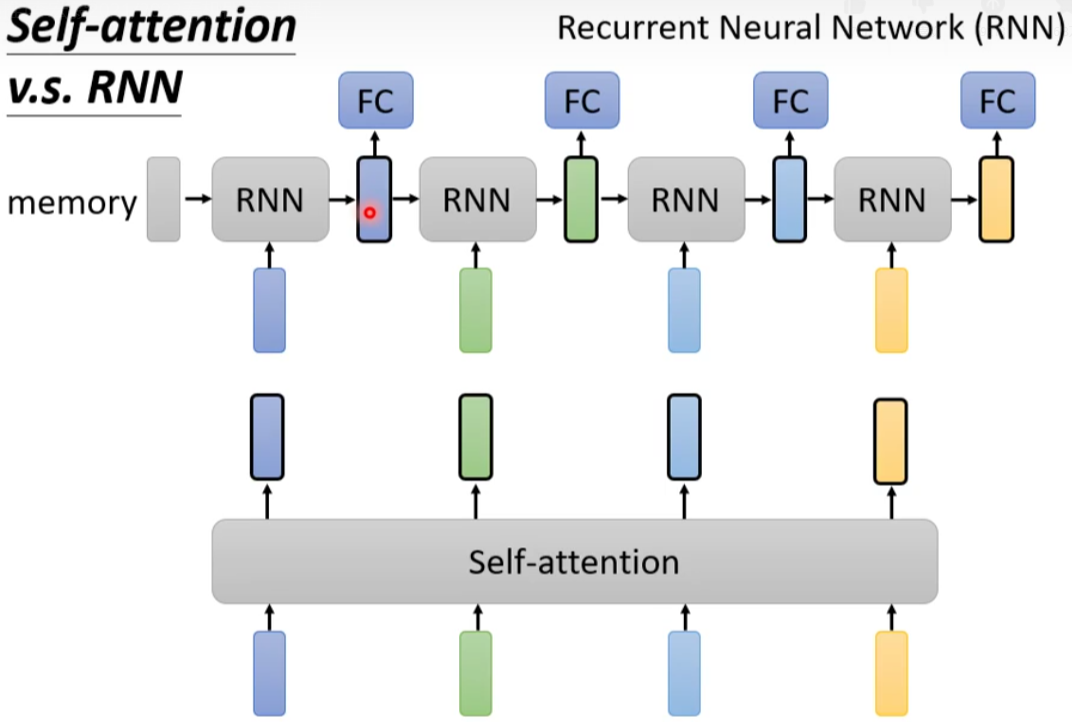 Self-attention
v.s. RNN
Recurrent Neural Network (RNN)
FC FC FC FC
memory RNN RNN RNN RNN
Self-attention